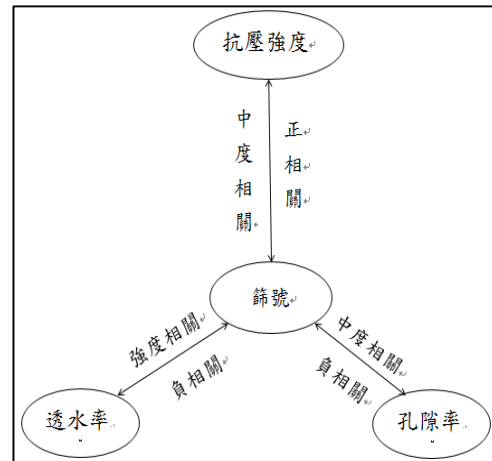 抗壓強度
中度相關
正相關
篩號
強度相關
負相關
中度相關
負相關
透水率
孔隙率